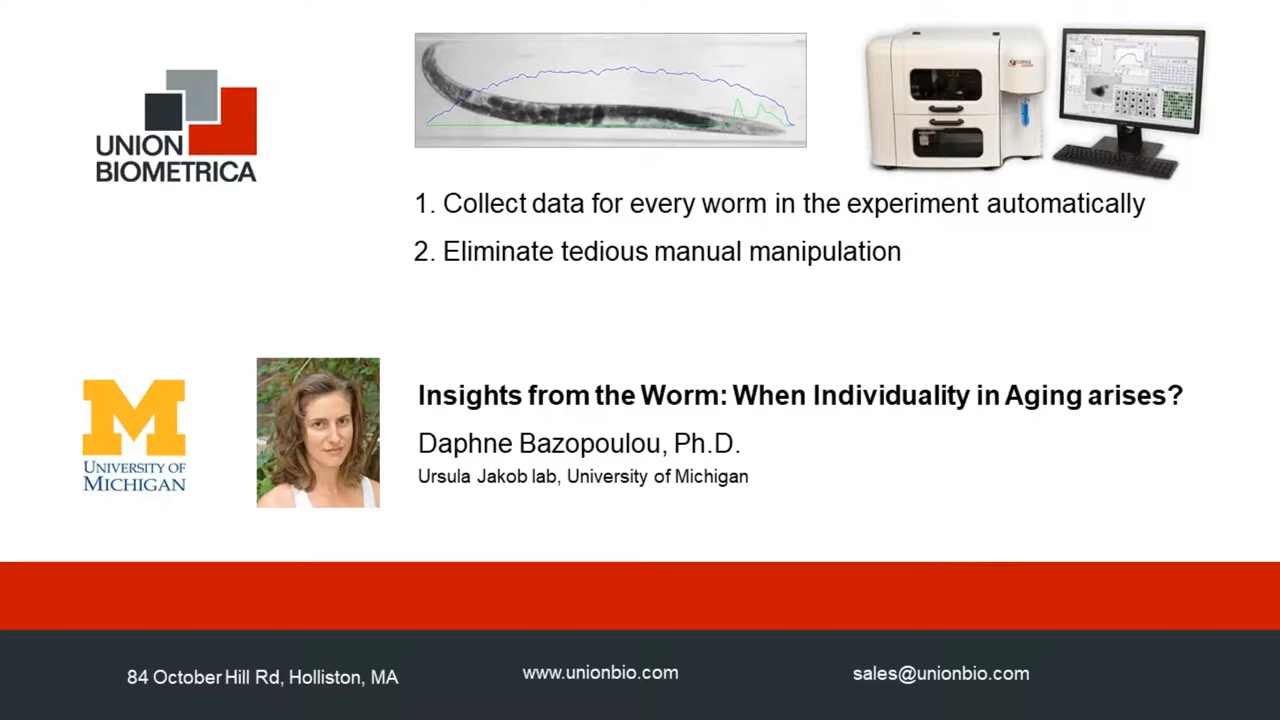 UNION
BIOMETRICA
1. Collect data for every worm in the experiment automatically
2. Eliminate tedious manual manipulation
M
UNIVERSITY OF
MICHIGAN
Insights from the Worm: When Individuality in Aging arises?
Daphne Bazopoulou, Ph.D.
Ursula Jakob lab, University of Michigan
84 October Hill Rd, Holliston, MA
www.unionbio.com
sales@unionbio.com